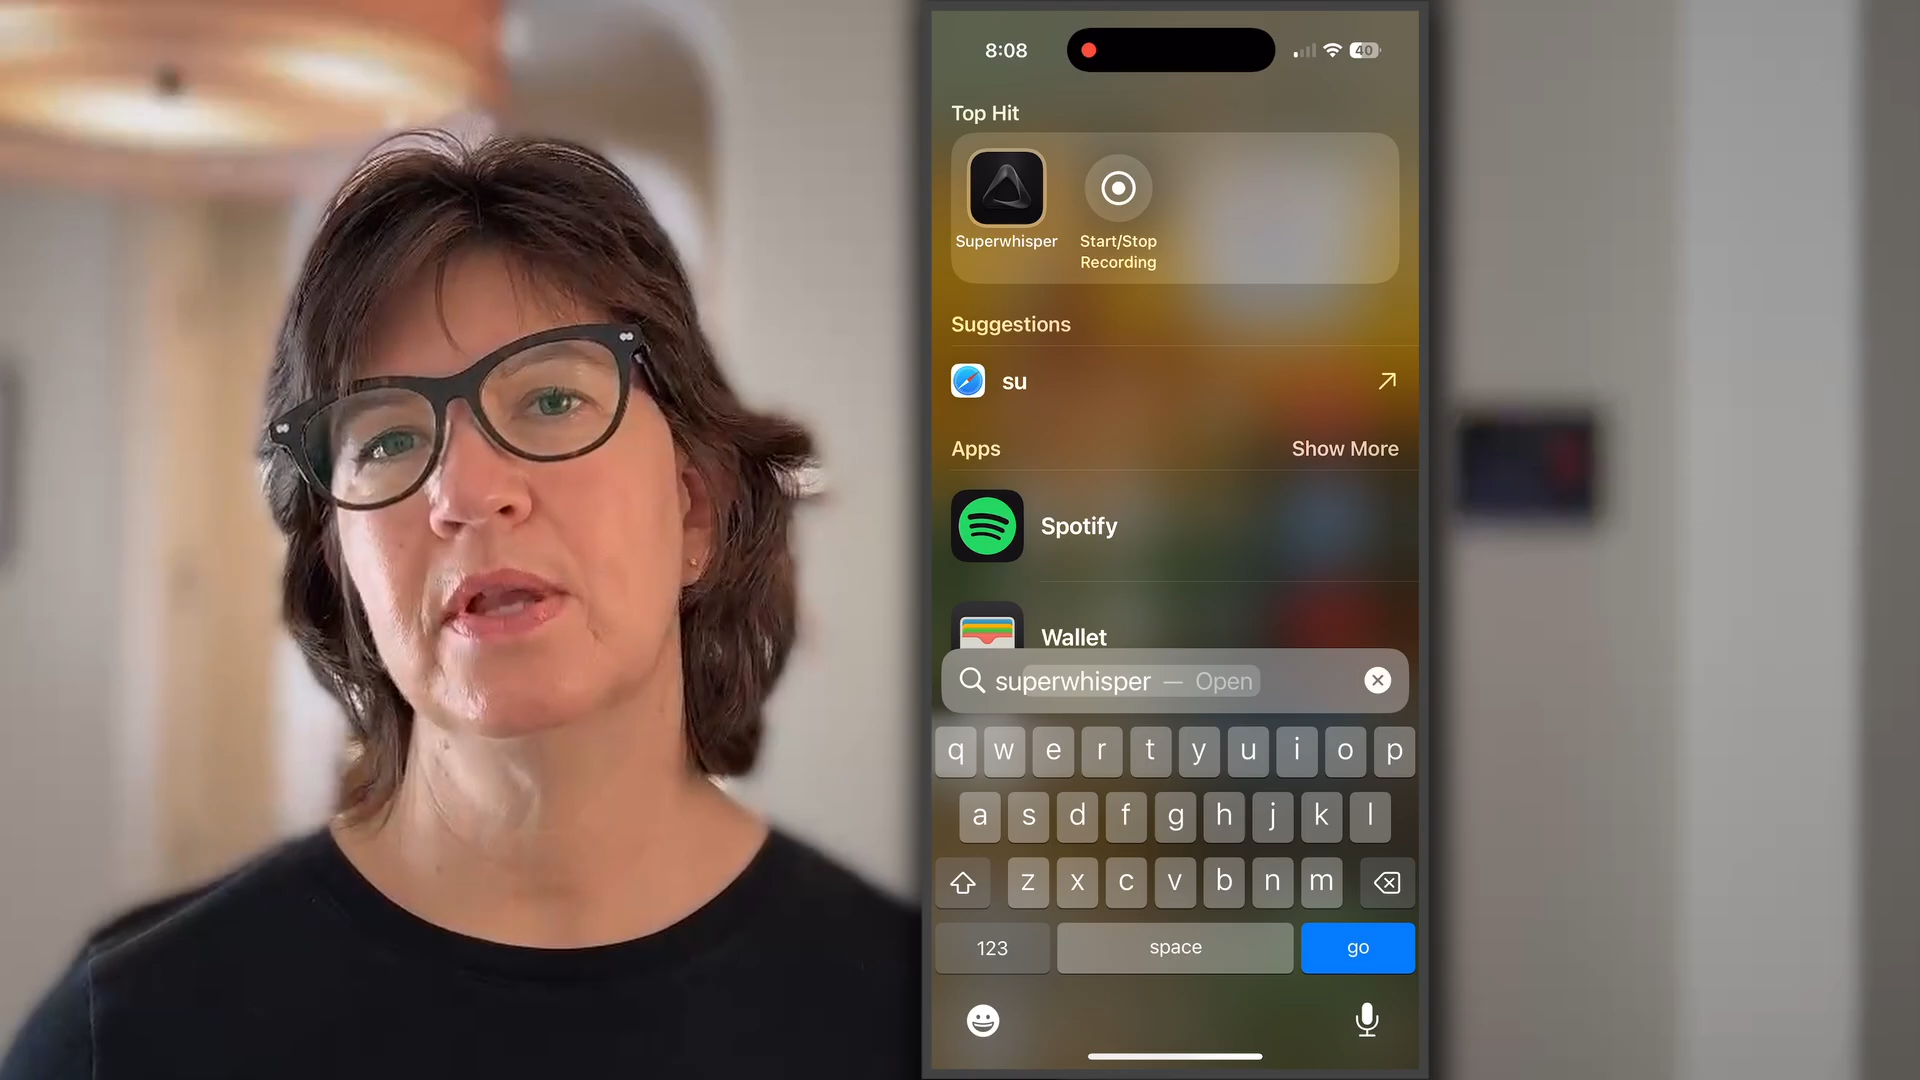 8:08
40
Top Hit
Superwhisper
Start/Stop
Recording
Suggestions
su
Apps
Show More
Spotify
Wallet
superwhisper — Open
q w e r t y u i o p
a s d f g h j k l
z x c v b n m
123
space
go